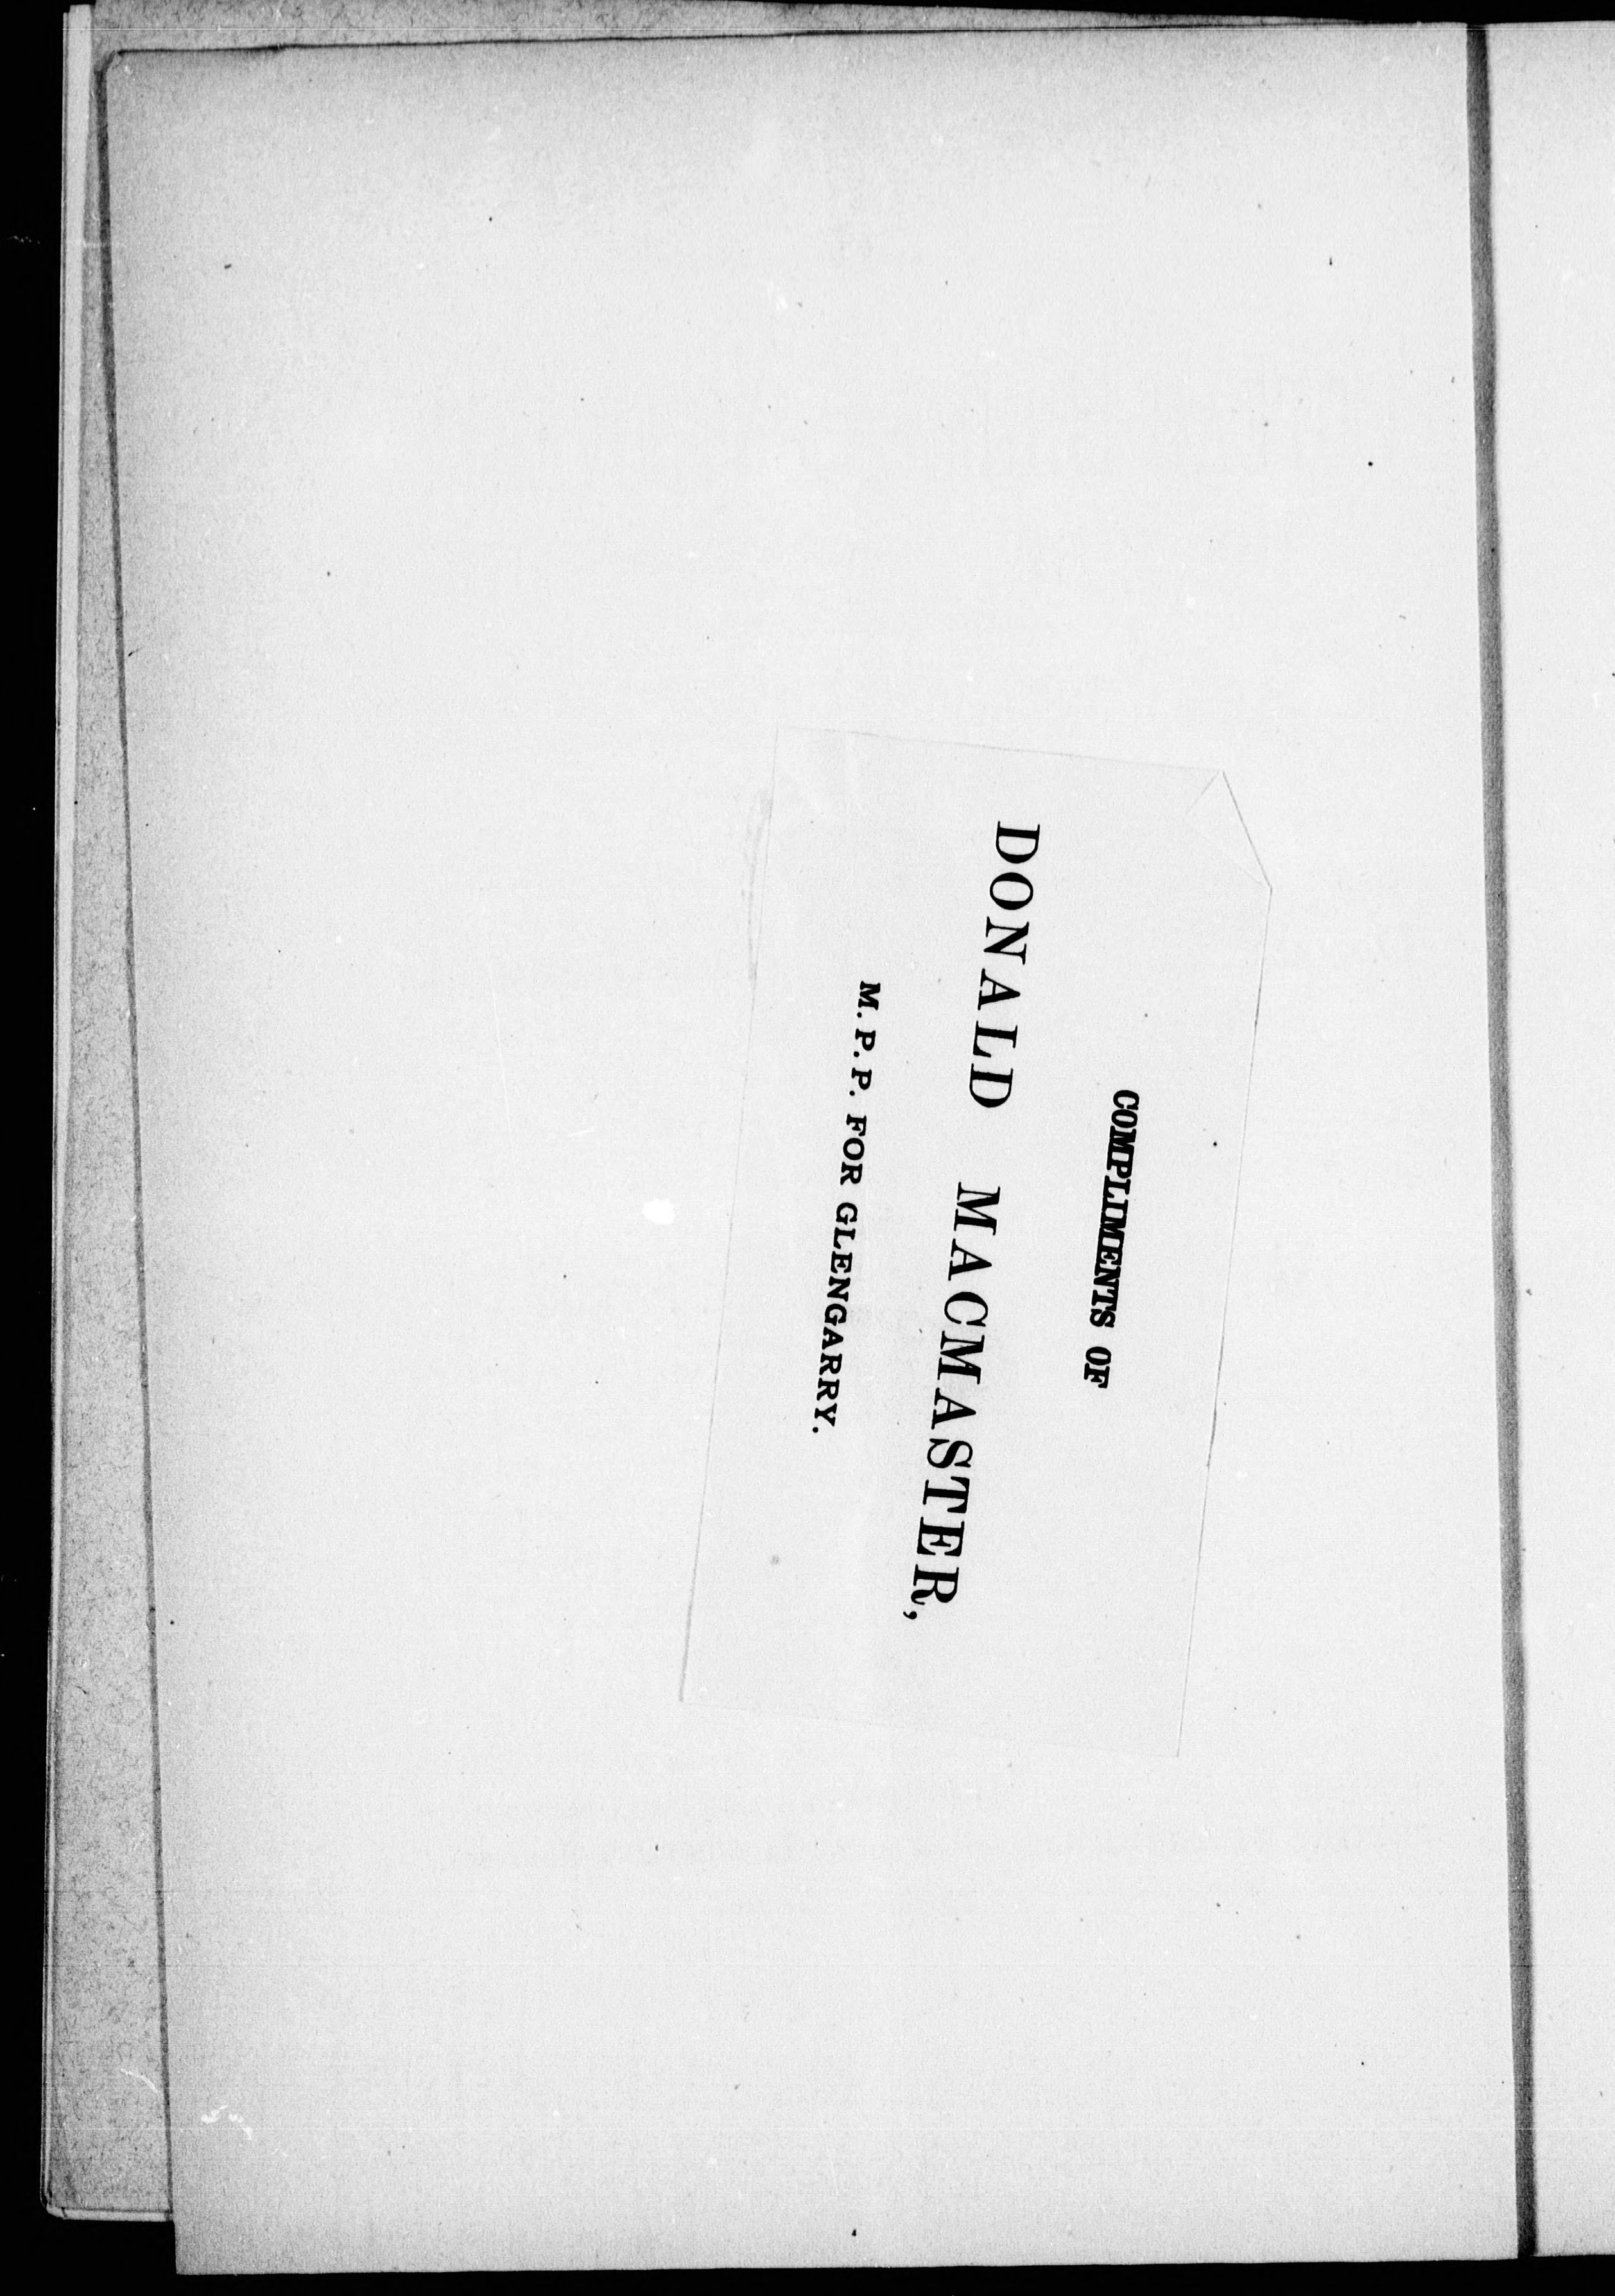 COMPLIMENTS OF
DONALD MACMASTER,
M.P.P. FOR GLENGARRY.